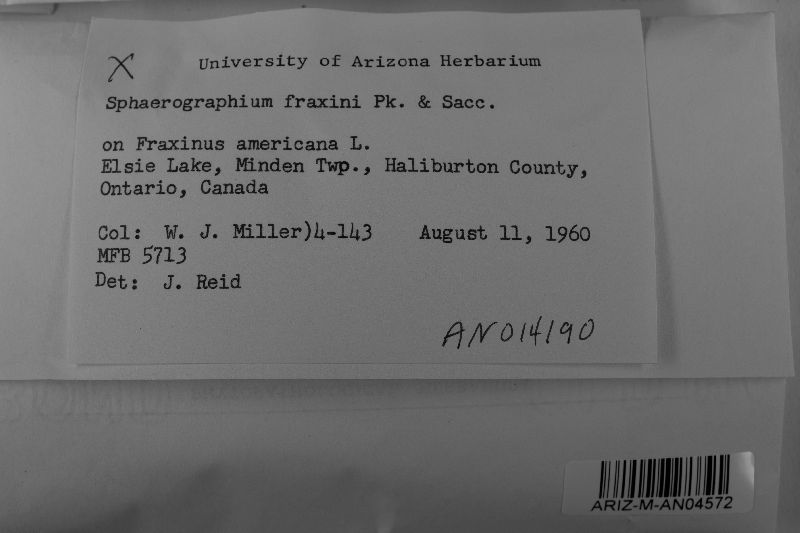 X University of Arizona Herbarium
Sphaerographium fraxini Pk. & Sacc.
on Fraxinus americana L.
Elsie Lake, Minden Twp., Haliburton County,
Ontario, Canada
Col: W. J. Miller)4-143 August 11, 1960
MFB 5713
Det: J. Reid
AN014190
ARIZ-M-AN04572